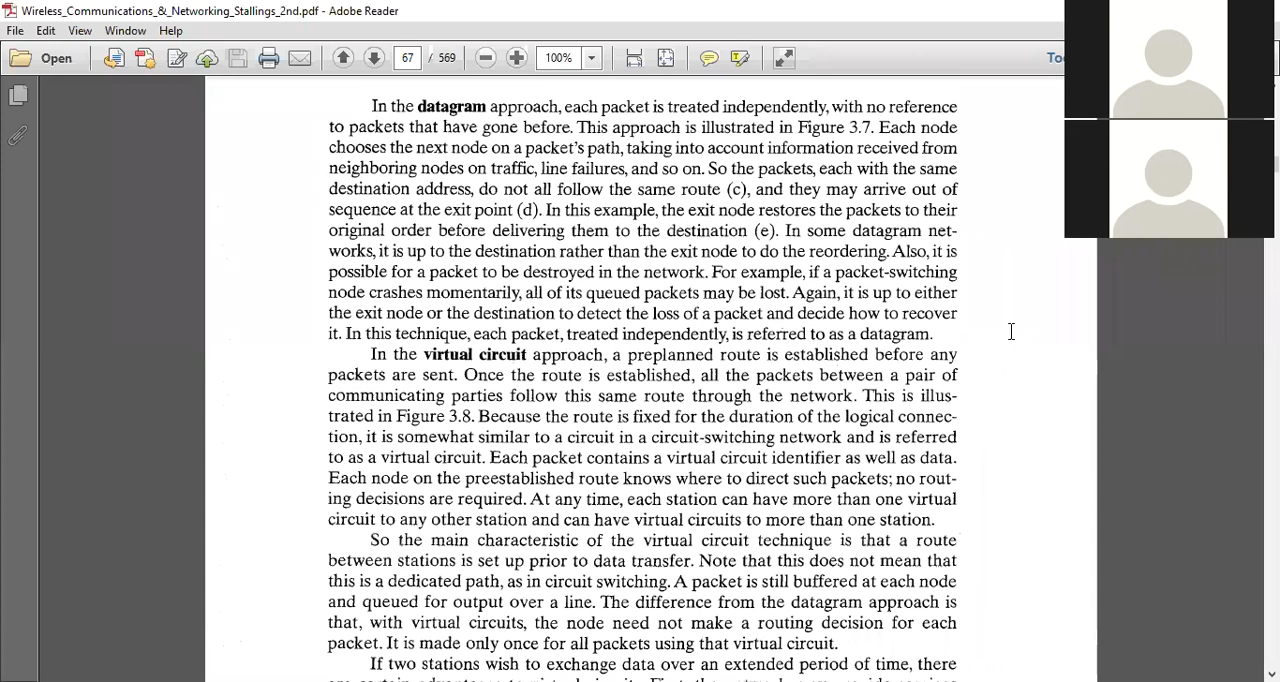 Wireless_Communications_&_Networking_Stallings_2nd.pdf - Adobe Reader
File Edit View Window Help
Open 67 / 569 100% To
In the datagram approach, each packet is treated independently, with no reference
to packets that have gone before. This approach is illustrated in Figure 3.7. Each node
chooses the next node on a packet's path, taking into account information received from
neighboring nodes on traffic, line failures, and so on. So the packets, each with the same
destination address, do not all follow the same route (c), and they may arrive out of
sequence at the exit point (d). In this example, the exit node restores the packets to their
original order before delivering them to the destination (e). In some datagram net-
works, it is up to the destination rather than the exit node to do the reordering. Also, it is
possible for a packet to be destroyed in the network. For example, if a packet-switching
node crashes momentarily, all of its queued packets may be lost. Again, it is up to either
the exit node or the destination to detect the loss of a packet and decide how to recover
it. In this technique, each packet, treated independently, is referred to as a datagram.
In the virtual circuit approach, a preplanned route is established before any
packets are sent. Once the route is established, all the packets between a pair of
communicating parties follow this same route through the network. This is illus-
trated in Figure 3.8. Because the route is fixed for the duration of the logical connec-
tion, it is somewhat similar to a circuit in a circuit-switching network and is referred
to as a virtual circuit. Each packet contains a virtual circuit identifier as well as data.
Each node on the preestablished route knows where to direct such packets; no rout-
ing decisions are required. At any time, each station can have more than one virtual
circuit to any other station and can have virtual circuits to more than one station.
So the main characteristic of the virtual circuit technique is that a route
between stations is set up prior to data transfer. Note that this does not mean that
this is a dedicated path, as in circuit switching. A packet is still buffered at each node
and queued for output over a line. The difference from the datagram approach is
that, with virtual circuits, the node need not make a routing decision for each
packet. It is made only once for all packets using that virtual circuit.
If two stations wish to exchange data over an extended period of time, there